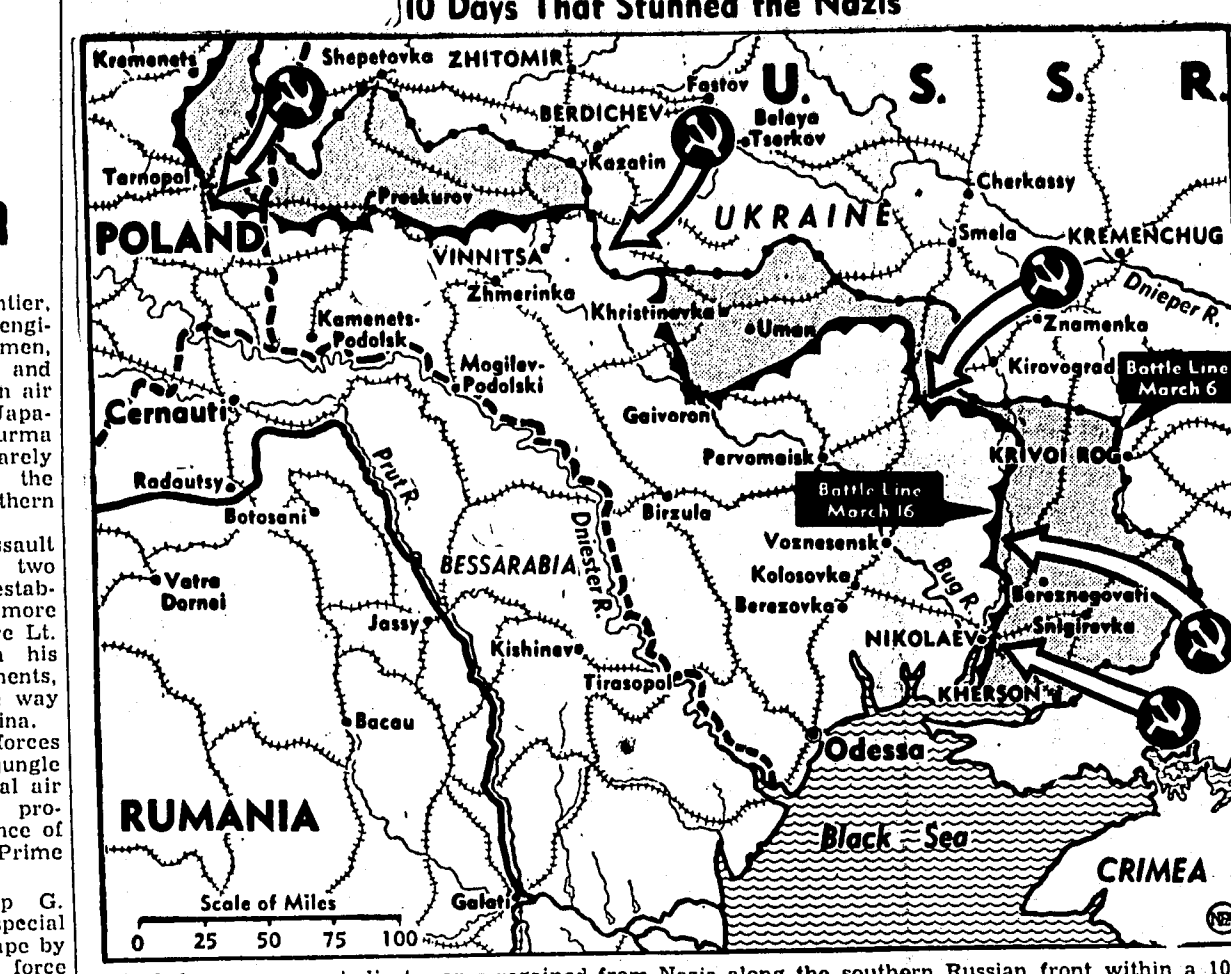 10 Days That Stunned the Nazis
ntier,
engi-
men,
and
n air
Japa-
urma
arely
the
thern
ssault
two
estab-
more
re Lt.
his
ments,
way
ina.
forces
jungle
al air
pro-
nce of
Prime
p G.
special
ape by
force
Kremenets
Shepetovka
ZHITOMIR
Fastov
U. S. S. R.
BERDICHEV
Belaya
Tserkov
Kazatin
Tarnopol
Proskurov
Cherkassy
UKRAINE
POLAND
Smela
KREMENCHUG
VINNITSA
Zhmerinka
Dnieper R.
Khristinovka
Uman
Znamenka
Kamenets-
Podolsk
Mogilev-
Podolski
Kirovograd
Battle Line
March 6
Cernauti
Gaivoron
Pervomaisk
KRIVOI ROG
Prut R.
Radautsy
Botosani
Birzula
Battle Line
March 16
Dniester R.
Voznesensk
BESSARABIA
Kolosovka
Bug R.
Vatra
Dornei
Berezovka
Bereznegovati
Jassy
Snigirevka
NIKOLAEV
Kishinev
Tirasopol
KHERSON
Bacau
Odessa
RUMANIA
Black Sea
CRIMEA
Scale of Miles
Galati
0 25 50 75 100
regained from Nazis along the southern Russian front within a 10